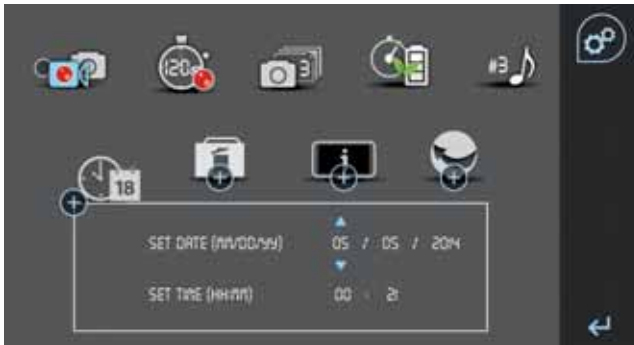 120
3
#3
i
18
SET DATE (MM/DD/YY) 05 / 05 / 2014
SET TIME (HH:MM) 00 : 21